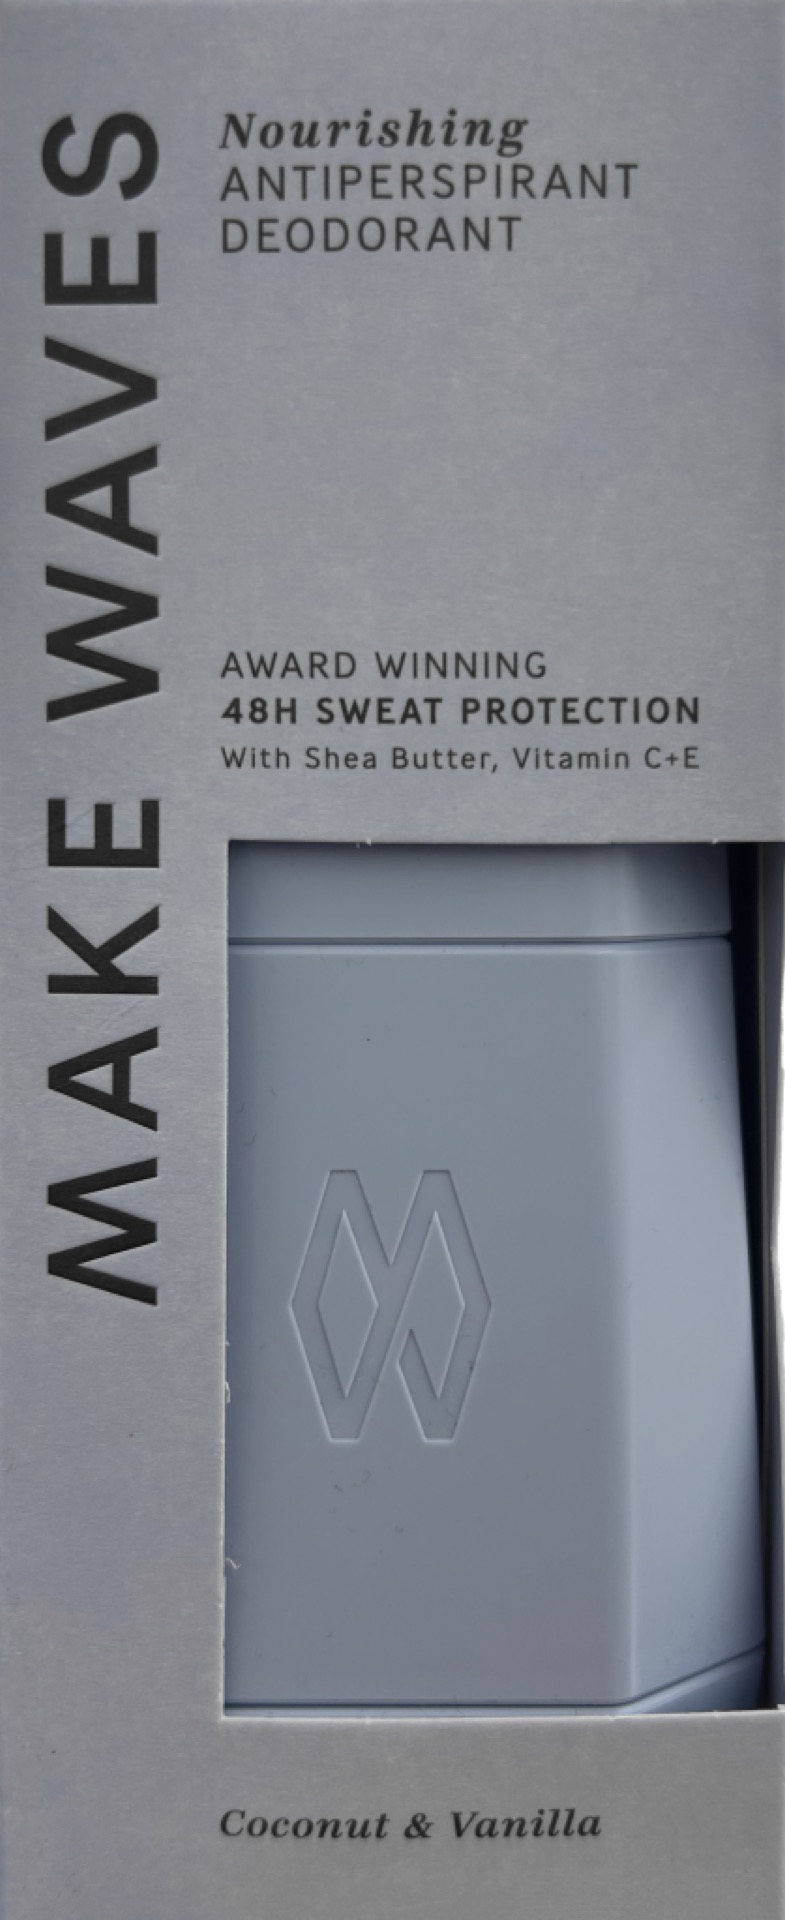 MAKE WAVES
Nourishing
ANTIPERSPIRANT
DEODORANT
AWARD WINNING
48H SWEAT PROTECTION
With Shea Butter, Vitamin C+E
Coconut & Vanilla